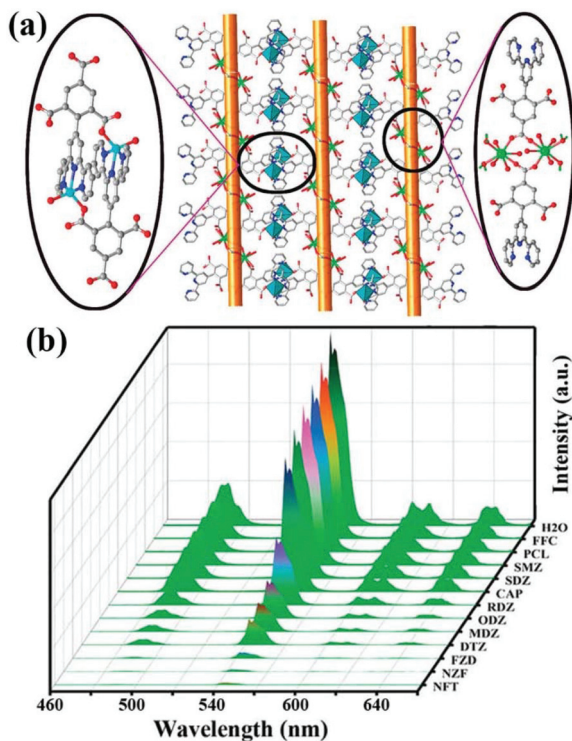 (a)
(b)
Intensity (a.u.)
H2O
FFC
PCL
SMZ
SDZ
CAP
RDZ
ODZ
MDZ
DTZ
FZD
NZF
NFT
460 500 560 600 640
Wavelength (nm)